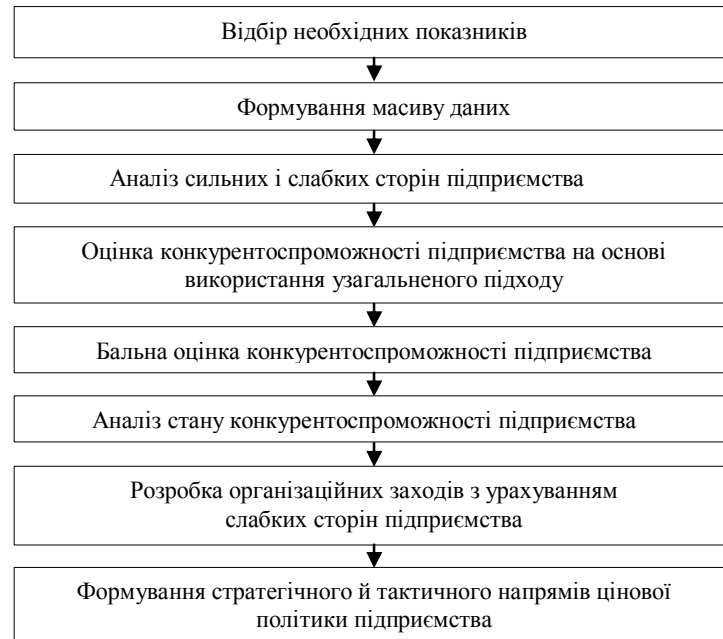 Відбір необхідних показників
Формування масиву даних
Аналіз сильних і слабких сторін підприємства
Оцінка конкурентоспроможності підприємства на основі
використання узагальненого підходу
Бальна оцінка конкурентоспроможності підприємства
Аналіз стану конкурентоспроможності підприємства
Розробка організаційних заходів з урахуванням
слабких сторін підприємства
Формування стратегічного й тактичного напрямів цінової
політики підприємства